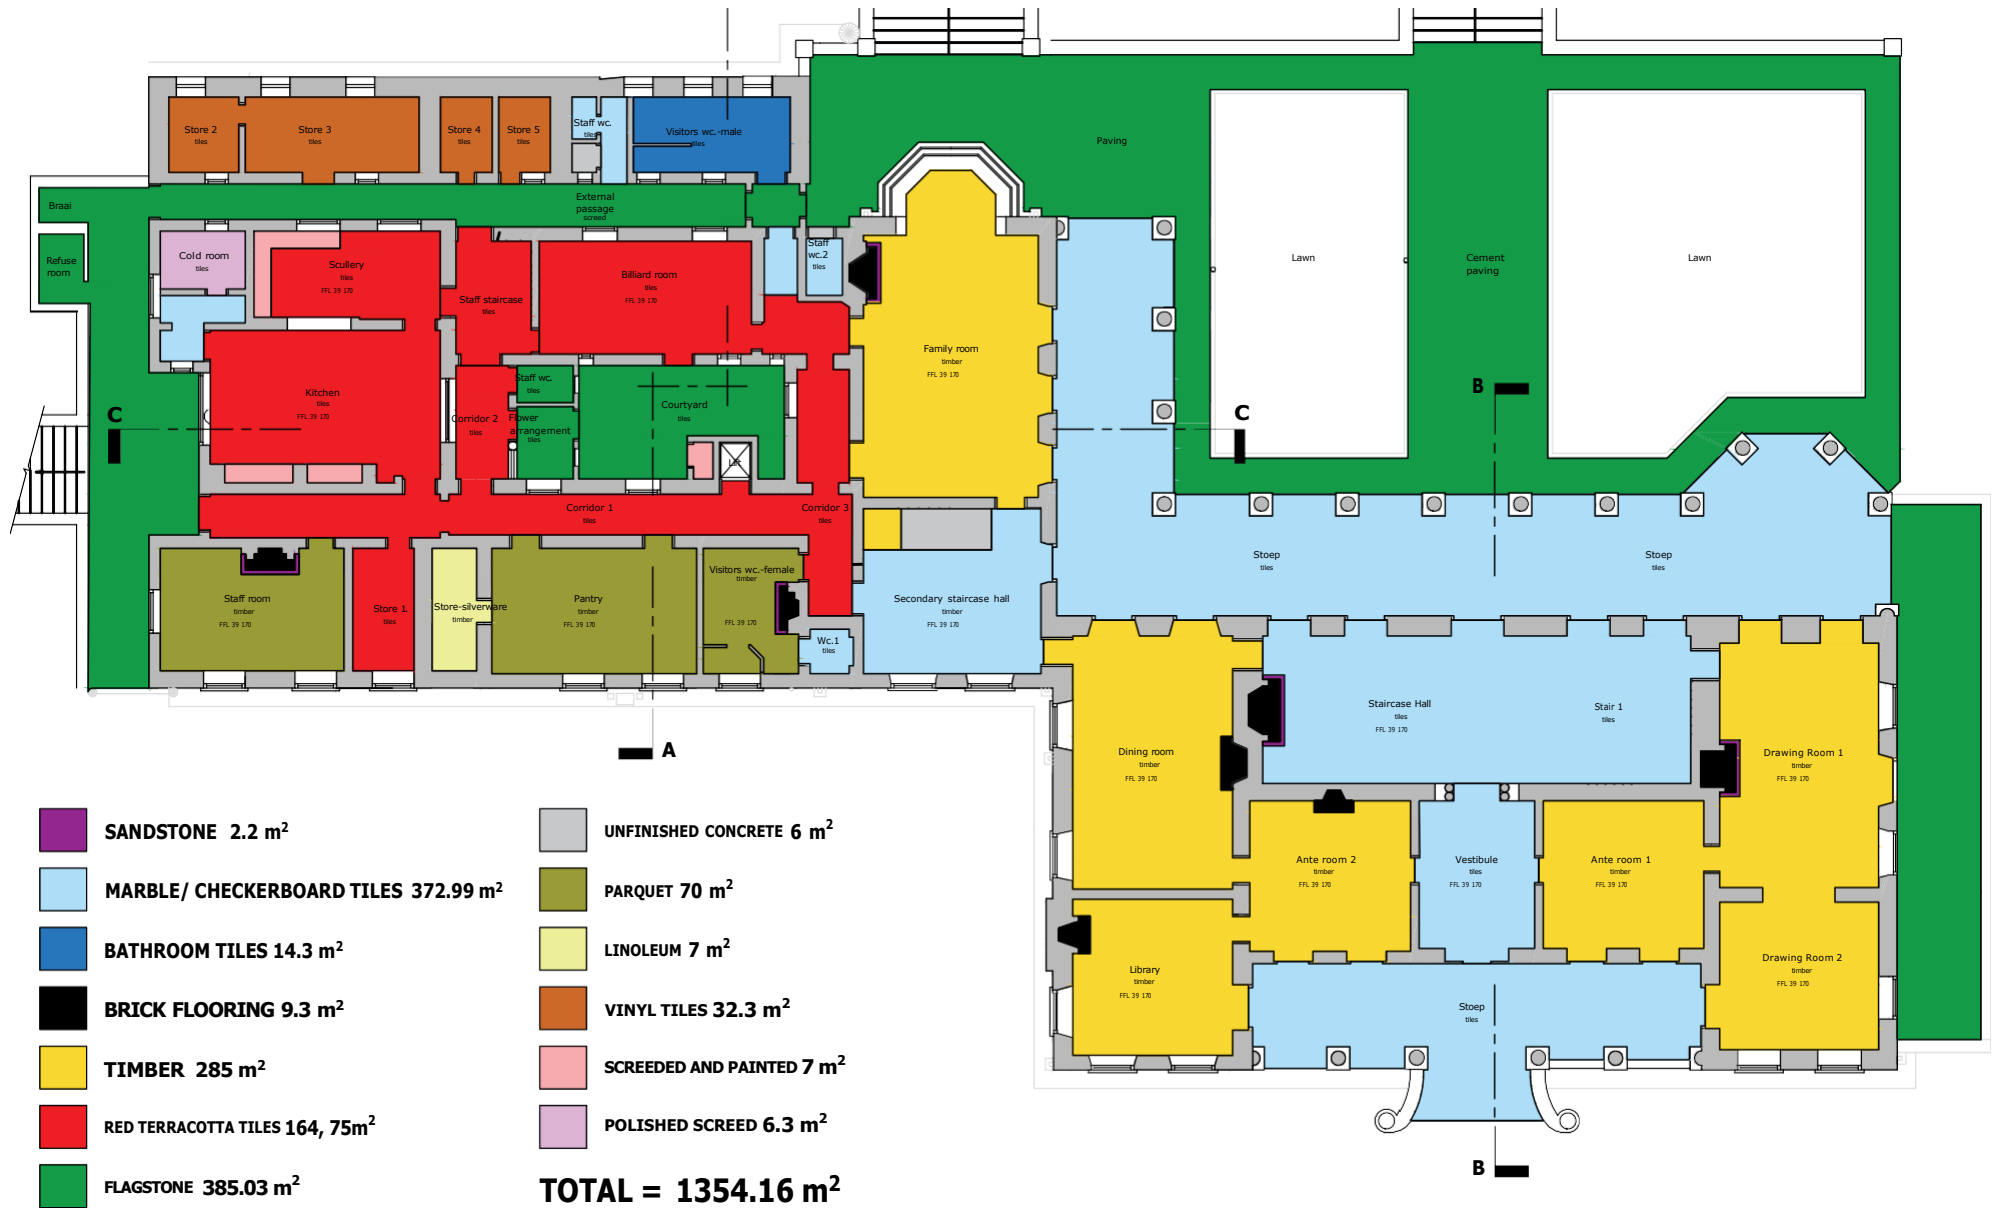 Store 2
tiles
Store 3
tiles
Store 4
tiles
Store 5
tiles
Staff wc.
tiles
Visitors wc.-male
tiles
Paving
Braai
External
passage
screed
Refuse
room
Cold room
tiles
Scullery
tiles
FFL 39 170
Staff staircase
tiles
Billiard room
tiles
FFL 39 170
Staff
wc.2
tiles
Lawn
Cement
paving
Lawn
Family room
timber
FFL 39 170
Kitchen
tiles
FFL 39 170
Staff wc.
tiles
Corridor 2
tiles
Flower
arrangement
tiles
Courtyard
tiles
Lift
B
C
C
Corridor 1
tiles
Corridor 3
tiles
Stoep
tiles
Stoep
tiles
Staff room
timber
FFL 39 170
Store 1.
tiles
Store-silverware
timber
Pantry
timber
FFL 39 170
Visitors wc.-female
timber
FFL 39 170
Wc.1
tiles
Secondary staircase hall
timber
FFL 39 170
Staircase Hall
tiles
FFL 39 170
Stair 1
tiles
Dining room
timber
FFL 39 170
Drawing Room 1
timber
FFL 39 170
A
Ante room 2
timber
FFL 39 170
Vestibule
tiles
FFL 39 170
Ante room 1
timber
FFL 39 170
Library
timber
FFL 39 170
Drawing Room 2
timber
FFL 39 170
Stoep
tiles
B
SANDSTONE 2.2 m²
MARBLE/ CHECKERBOARD TILES 372.99 m²
BATHROOM TILES 14.3 m²
BRICK FLOORING 9.3 m²
TIMBER 285 m²
RED TERRACOTTA TILES 164, 75m²
FLAGSTONE 385.03 m²
UNFINISHED CONCRETE 6 m²
PARQUET 70 m²
LINOLEUM 7 m²
VINYL TILES 32.3 m²
SCREEDED AND PAINTED 7 m²
POLISHED SCREED 6.3 m²
TOTAL = 1354.16 m²